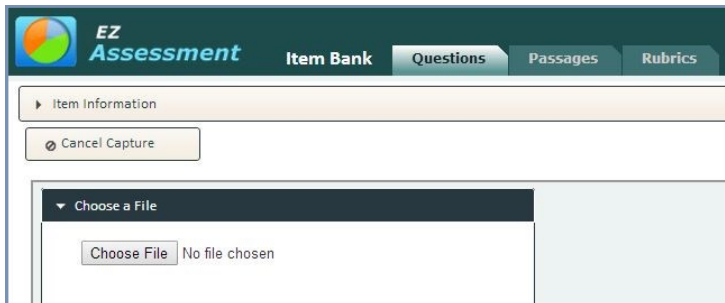 EZ
Assessment
Item Bank Questions Passages Rubrics
Item Information
Cancel Capture
Choose a File
Choose File No file chosen